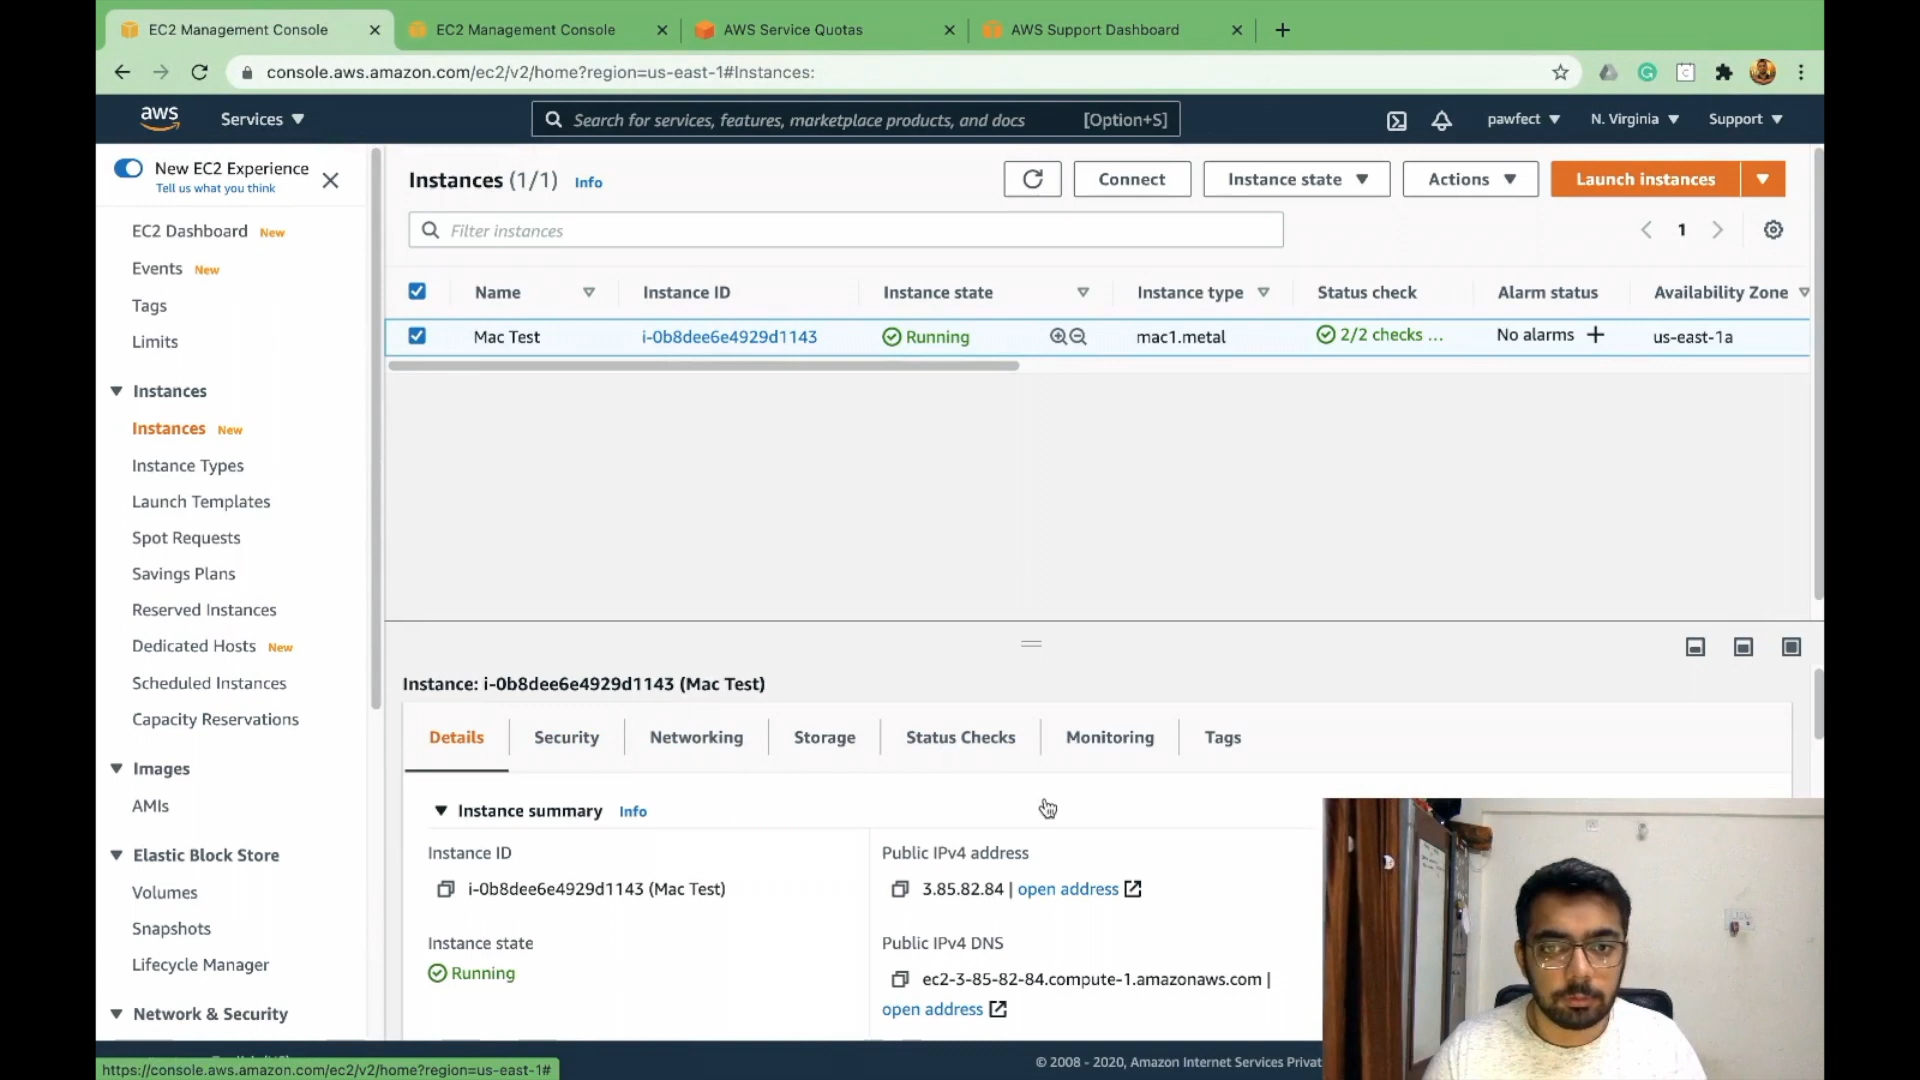 EC2 Management Console
EC2 Management Console
AWS Service Quotas
AWS Support Dashboard
console.aws.amazon.com/ec2/v2/home?region=us-east-1#Instances:
aws
Services
Search for services, features, marketplace products, and docs [Option+S]
pawfect
N. Virginia
Support
New EC2 Experience
Tell us what you think
EC2 Dashboard New
Events New
Tags
Limits
Instances
Instances New
Instance Types
Launch Templates
Spot Requests
Savings Plans
Reserved Instances
Dedicated Hosts New
Scheduled Instances
Capacity Reservations
Images
AMIs
Elastic Block Store
Volumes
Snapshots
Lifecycle Manager
Network & Security
Instances (1/1) Info
Connect
Instance state
Actions
Launch instances
Filter instances
1
Name Instance ID Instance state Instance type Status check Alarm status Availability Zone
Mac Test i-0b8dee6e4929d1143 Running mac1.metal 2/2 checks ... No alarms + us-east-1a
Instance: i-0b8dee6e4929d1143 (Mac Test)
Details Security Networking Storage Status Checks Monitoring Tags
Instance summary Info
Instance ID
i-0b8dee6e4929d1143 (Mac Test)
Instance state
Running
Public IPv4 address
3.85.82.84 | open address
Public IPv4 DNS
ec2-3-85-82-84.compute-1.amazonaws.com |
open address
© 2008 - 2020, Amazon Internet Services Privat
https://console.aws.amazon.com/ec2/v2/home?region=us-east-1#